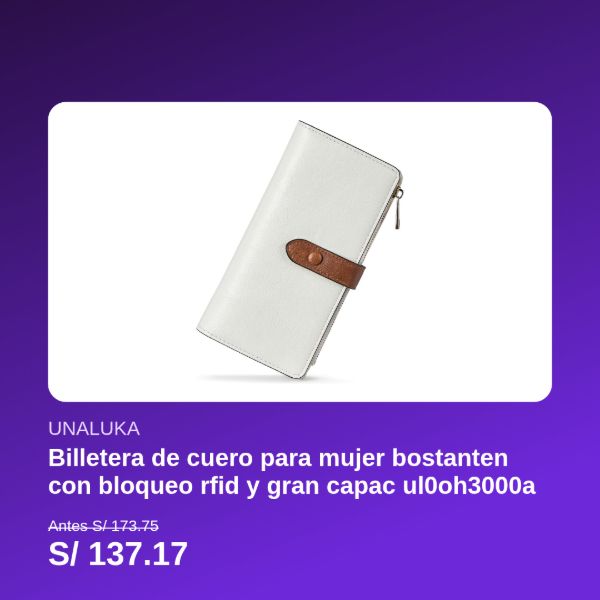 UNALUKA
Billetera de cuero para mujer bostanten
con bloqueo rfid y gran capac ul0oh3000a
Antes S/ 173.75
S/ 137.17